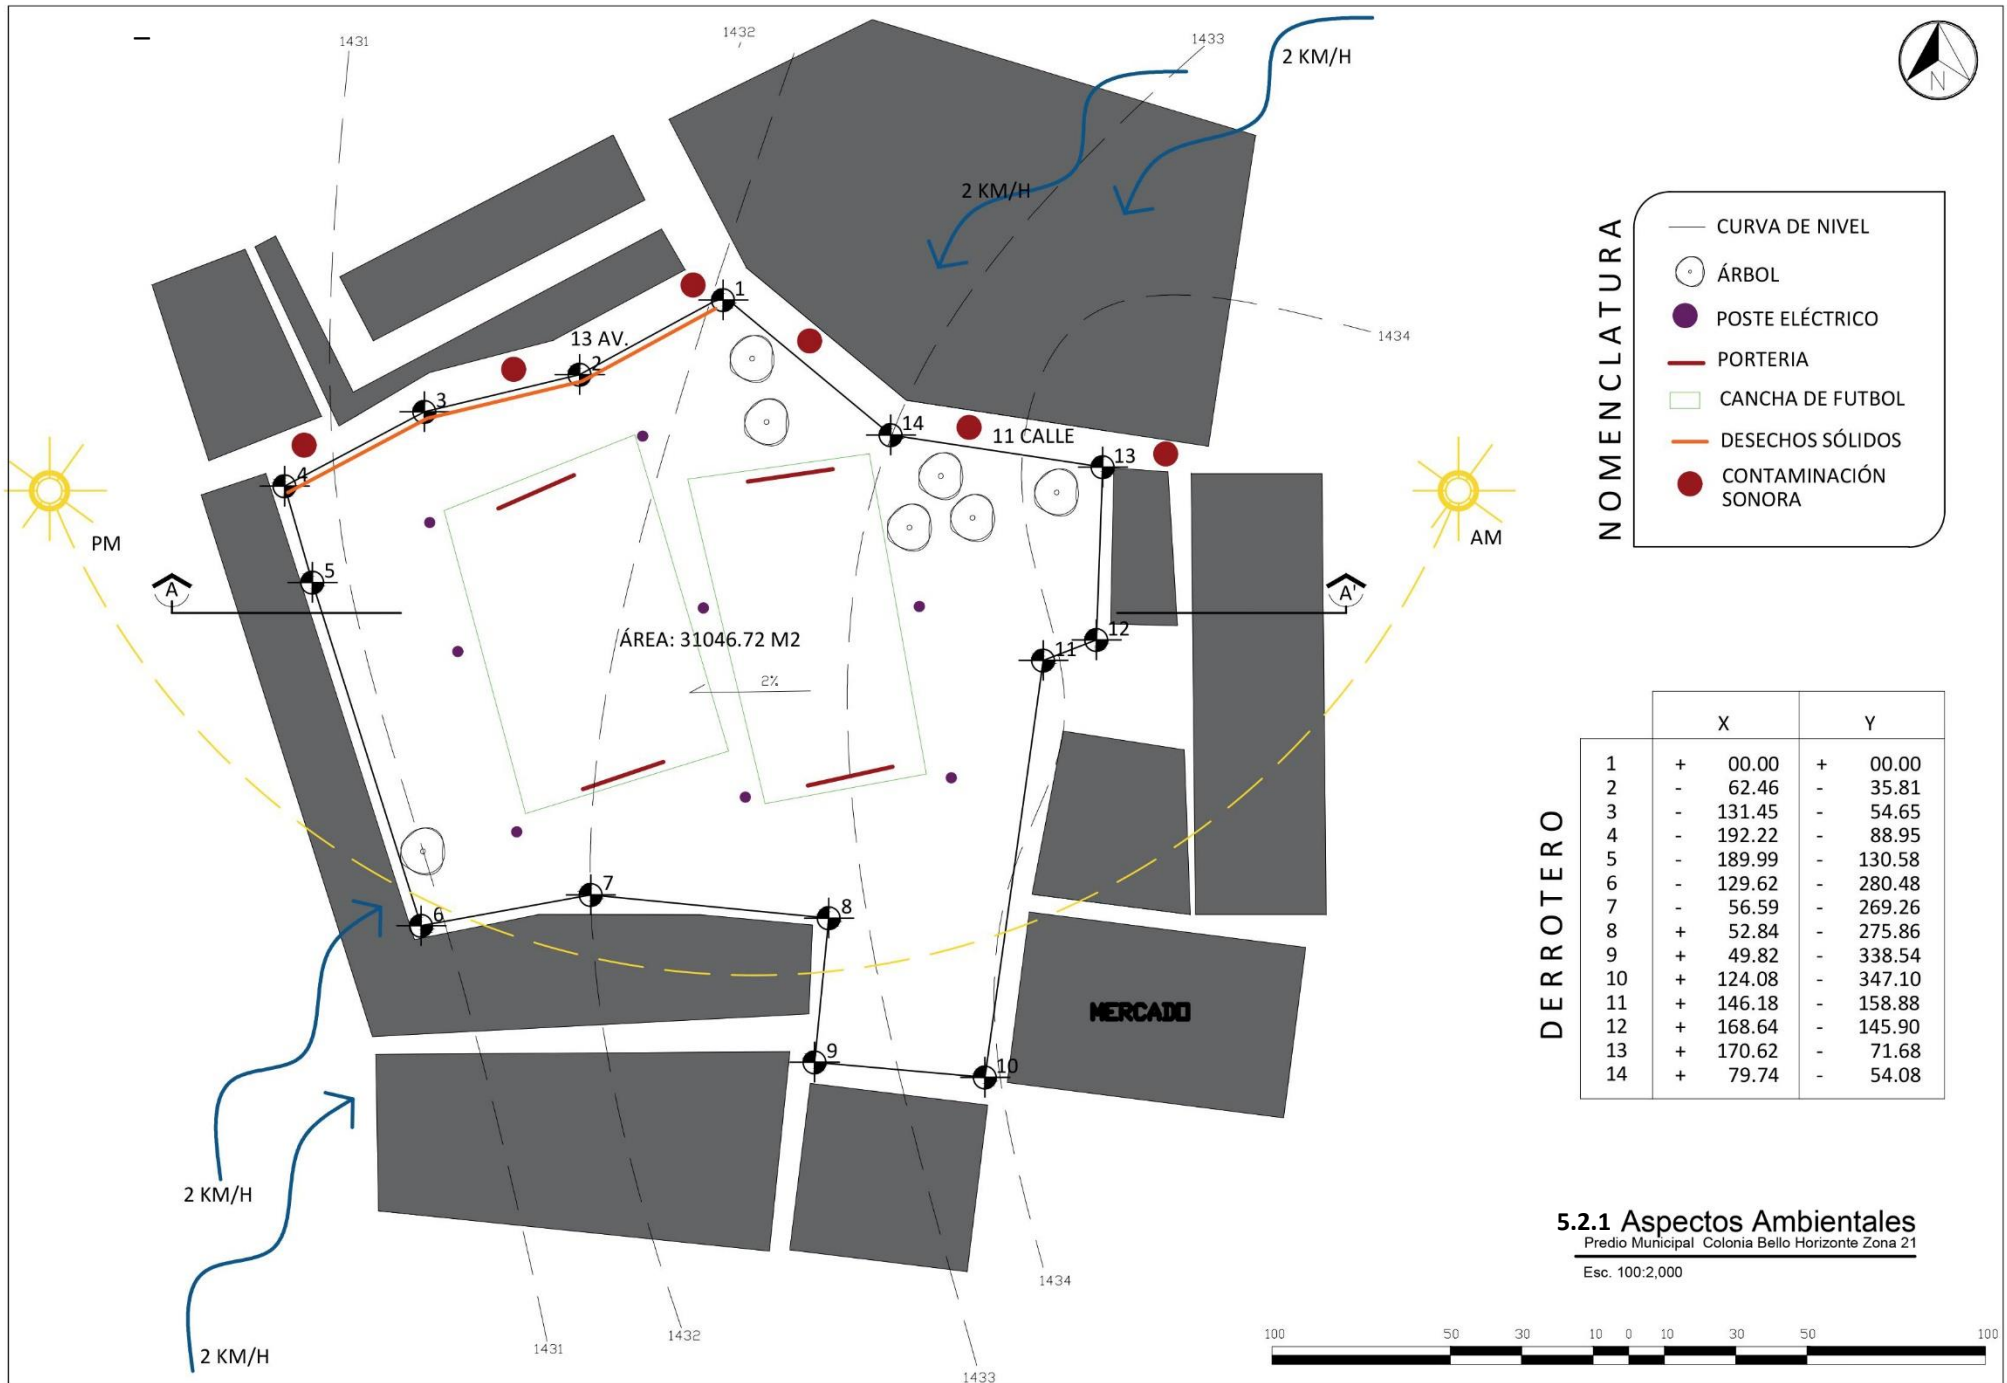 1431
1432
1433
2 KM/H
2 KM/H
N
1434
1
13 AV.
2
3
4
14
11 CALLE
13
PM
AM
5
A
A'
12
11
ÁREA: 31046.72 M2
2%
7
8
6
MERCADO
9
10
2 KM/H
2 KM/H
1431
1432
1433
1434
NOMENCLATURA
CURVA DE NIVEL
ÁRBOL
POSTE ELÉCTRICO
PORTERIA
CANCHA DE FUTBOL
DESECHOS SÓLIDOS
CONTAMINACIÓN
SONORA
DERROTERO
X Y
1 + 00.00 + 00.00
2 - 62.46 - 35.81
3 - 131.45 - 54.65
4 - 192.22 - 88.95
5 - 189.99 - 130.58
6 - 129.62 - 280.48
7 - 56.59 - 269.26
8 + 52.84 - 275.86
9 + 49.82 - 338.54
10 + 124.08 - 347.10
11 + 146.18 - 158.88
12 + 168.64 - 145.90
13 + 170.62 - 71.68
14 + 79.74 - 54.08
5.2.1 Aspectos Ambientales
Predio Municipal Colonia Bello Horizonte Zona 21
Esc. 100:2,000
100 50 30 10 0 10 30 50 100